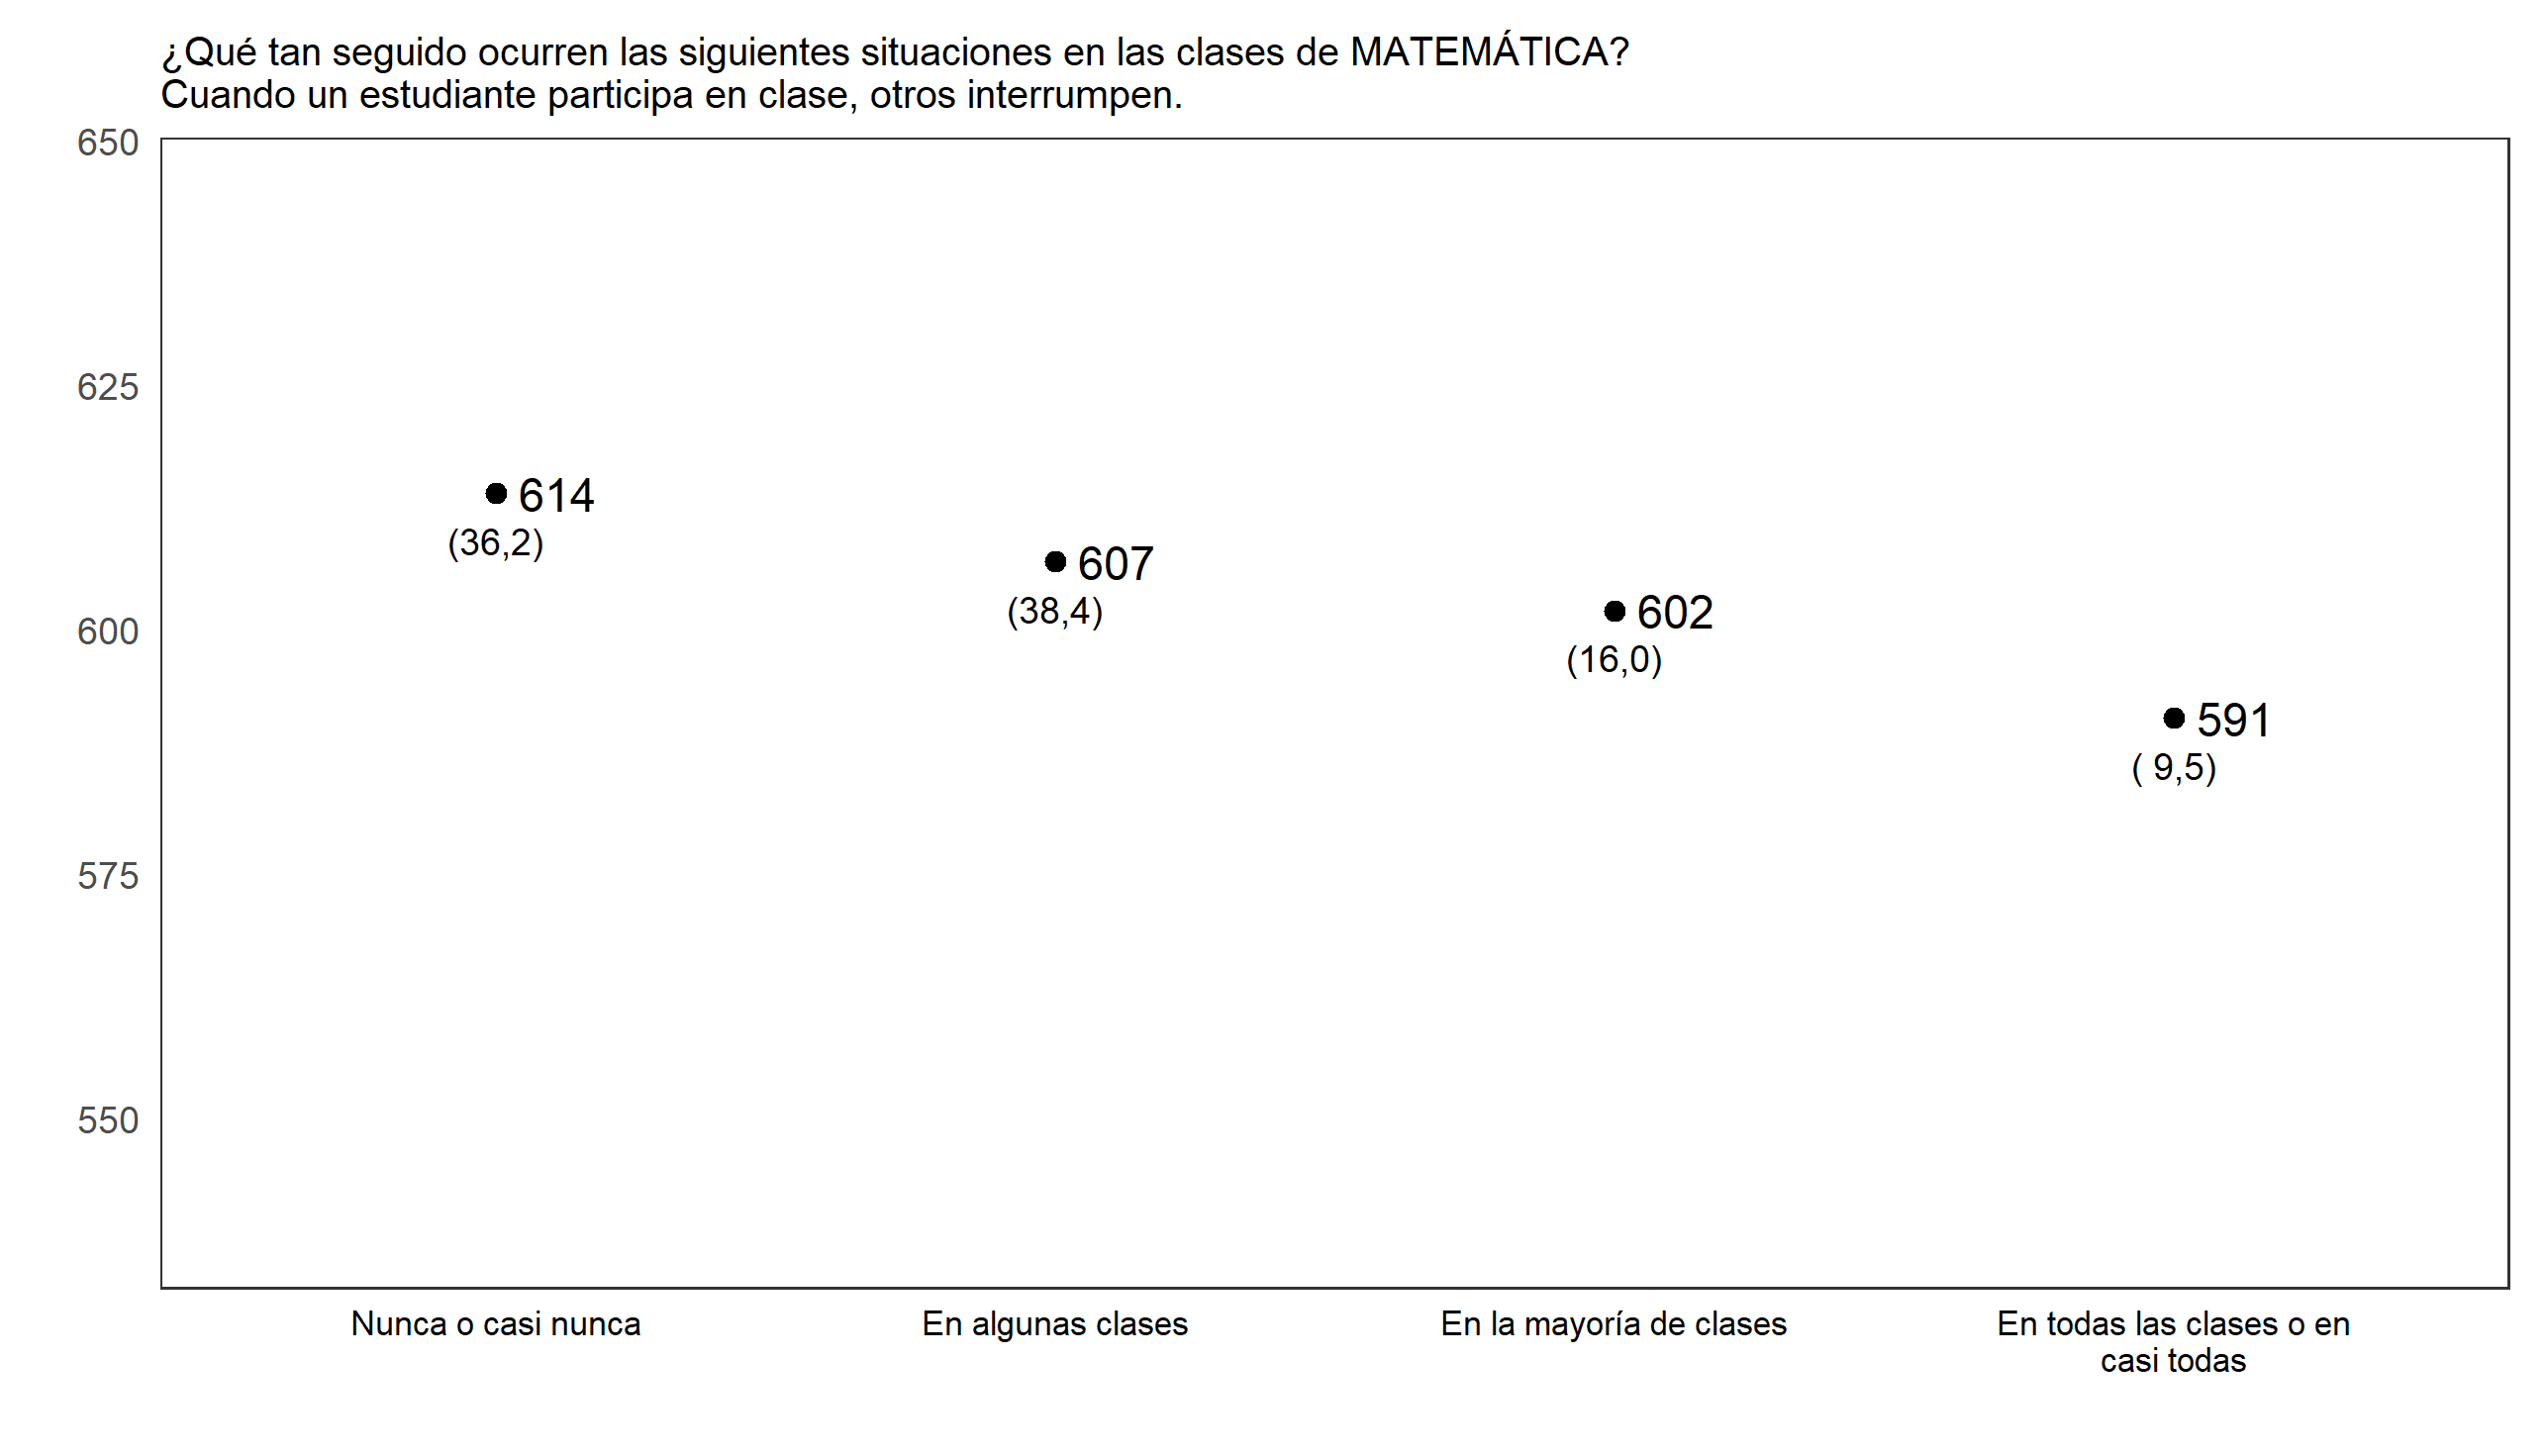 ¿Qué tan seguido ocurren las siguientes situaciones en las clases de MATEMÁTICA?
Cuando un estudiante participa en clase, otros interrumpen.
650
625
600
575
550
614
(36,2)
607
(38,4)
602
(16,0)
591
( 9,5)
Nunca o casi nunca
En algunas clases
En la mayoría de clases
En todas las clases o en
casi todas